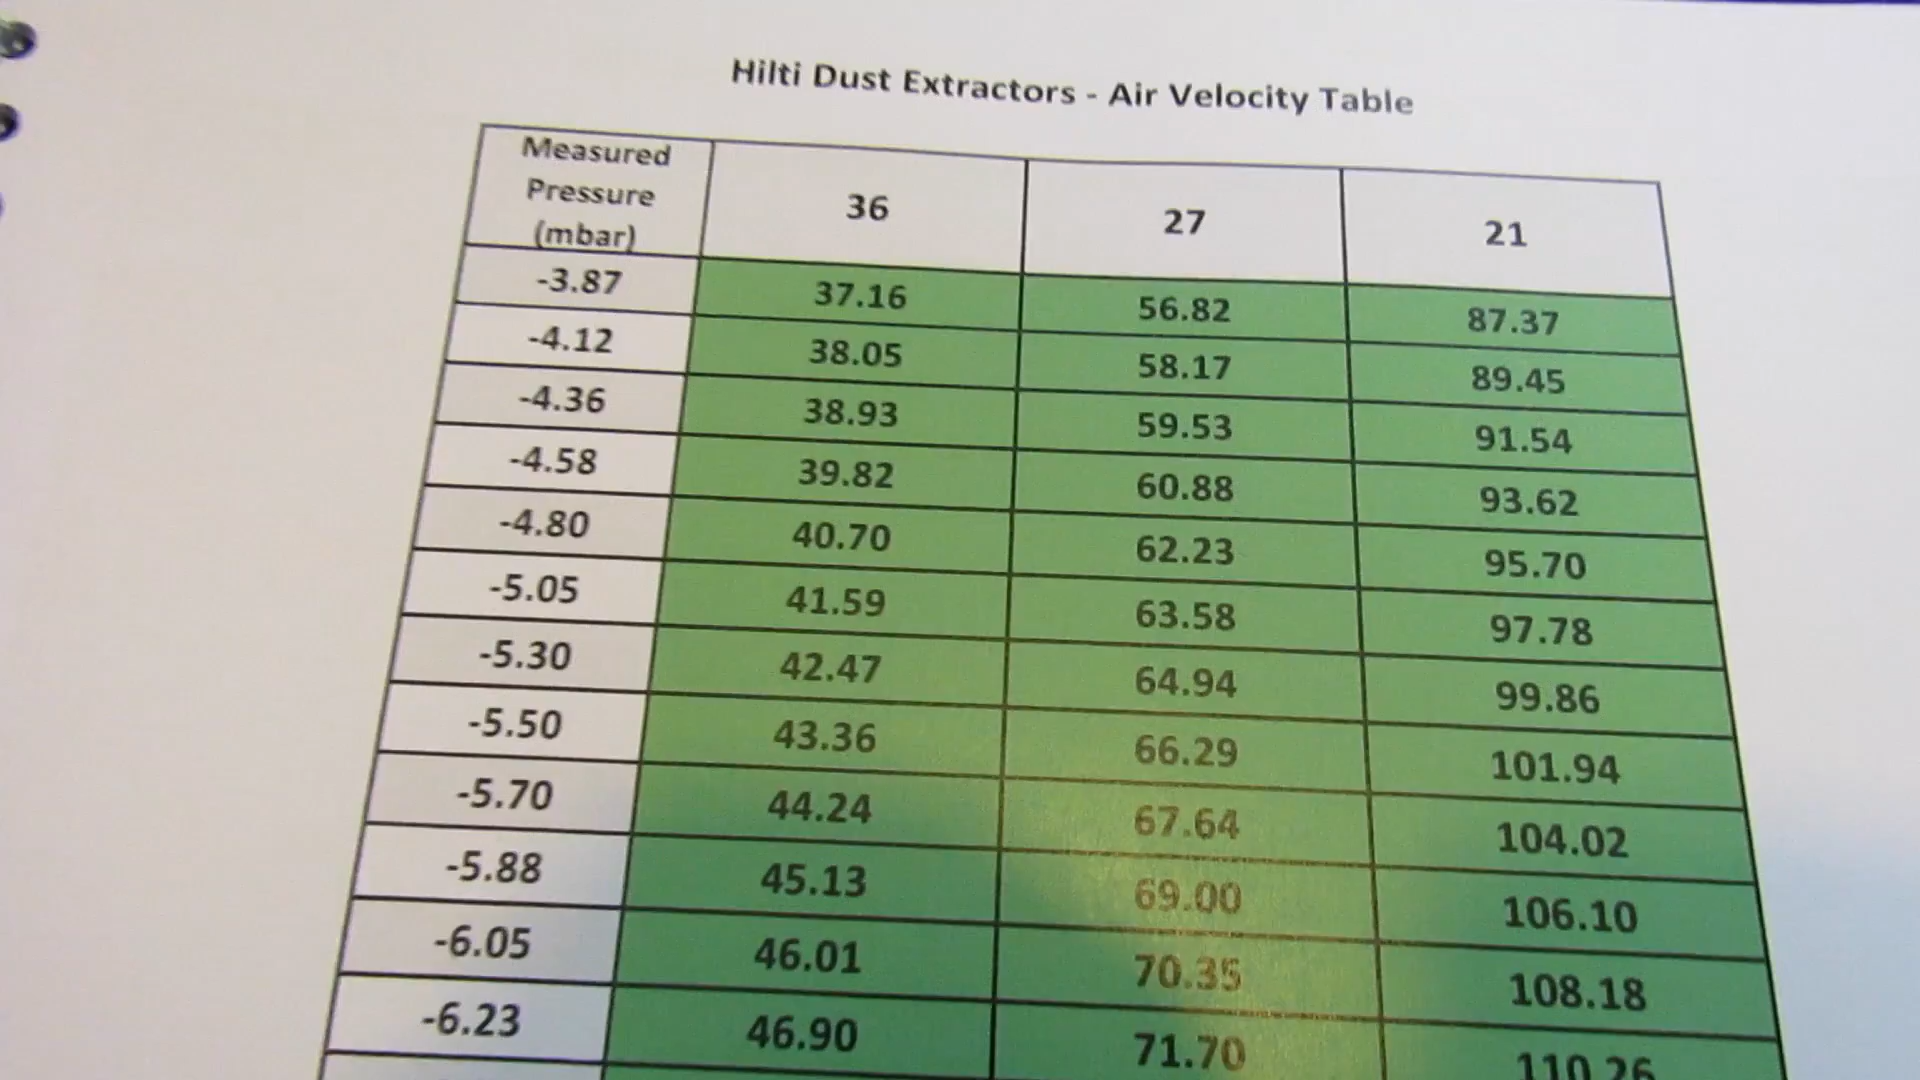 Hilti Dust Extractors - Air Velocity Table
Measured
Pressure
(mbar)
36
27
21
-3.87 37.16 56.82 87.37
-4.12 38.05 58.17 89.45
-4.36 38.93 59.53 91.54
-4.58 39.82 60.88 93.62
-4.80 40.70 62.23 95.70
-5.05 41.59 63.58 97.78
-5.30 42.47 64.94 99.86
-5.50 43.36 66.29 101.94
-5.70 44.24 67.64 104.02
-5.88 45.13 69.00 106.10
-6.05 46.01 70.35 108.18
-6.23 46.90 71.70 110.26